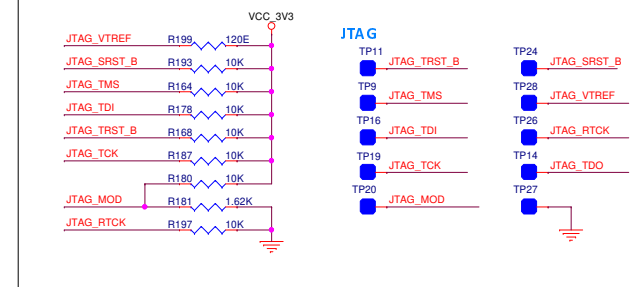 VCC_3V3
JTAG_VTREF R199 120E
JTAG_SRST_B R193 10K
JTAG_TMS R164 10K
JTAG_TDI R178 10K
JTAG_TRST_B R168 10K
JTAG_TCK R187 10K
R180 10K
JTAG_MOD R181 1.62K
JTAG_RTCK R197 10K
JTAG
TP11 JTAG_TRST_B
TP9 JTAG_TMS
TP16 JTAG_TDI
TP19 JTAG_TCK
TP20 JTAG_MOD
TP24 JTAG_SRST_B
TP28 JTAG_VTREF
TP26 JTAG_RTCK
TP14 JTAG_TDO
TP27